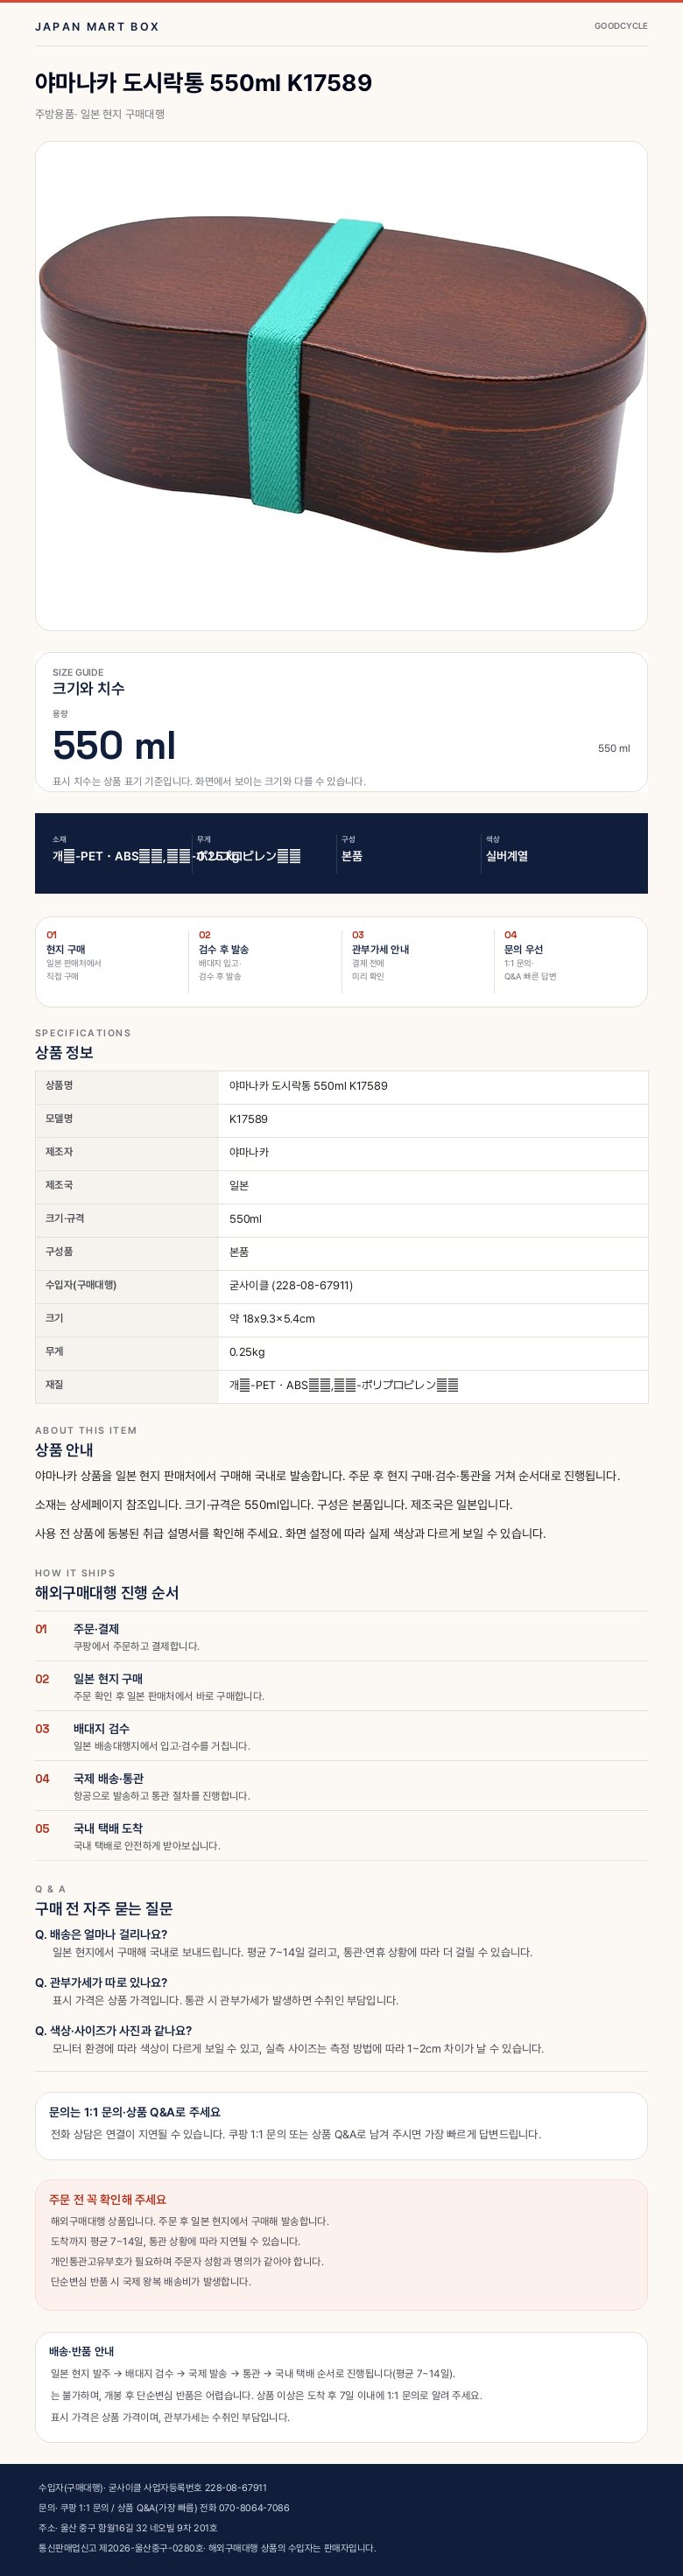 JAPAN MART BOX
GOODCYCLE
야마나카 도시락통 550ml K17589
주방용품· 일본 현지 구매대행
SIZE GUIDE
크기와 치수
용량
550 ml
550 ml
표시 치수는 상품 표기 기준입니다. 화면에서 보이는 크기와 다를 수 있습니다.
소재
무게
구성
색상
개 -PET・ABS
본품
실버계열
01
02
03
04
현지 구매
검수 후 발송
관부가세 안내
문의 우선
일본 판매처에서
배대지 입고·
결제 전에
1:1 문의·
직접 구매
검수 후 발송
미리 확인
Q&A 빠른 답변
SPECIFICATIONS
상품 정보
상품명 야마나카 도시락통 550ml K17589
모델명 K17589
제조자 야마나카
제조국 일본
크기·규격 550ml
구성품 본품
수입자(구매대행) 굳사이클 (228-08-67911)
크기 약 18x9.3×5.4cm
무게 0.25kg
재질 개 -PET・ABS , -ポリプロピレン
ABOUT THIS ITEM
상품 안내
야마나카 상품을 일본 현지 판매처에서 구매해 국내로 발송합니다. 주문 후 현지 구매·검수·통관을 거쳐 순서대로 진행됩니다.
소재는 상세페이지 참조입니다. 크기·규격은 550ml입니다. 구성은 본품입니다. 제조국은 일본입니다.
사용 전 상품에 동봉된 취급 설명서를 확인해 주세요. 화면 설정에 따라 실제 색상과 다르게 보일 수 있습니다.
HOW IT SHIPS
해외구매대행 진행 순서
01 주문·결제
쿠팡에서 주문하고 결제합니다.
02 일본 현지 구매
주문 확인 후 일본 판매처에서 바로 구매합니다.
03 배대지 검수
일본 배송대행지에서 입고·검수를 거칩니다.
04 국제 배송·통관
항공으로 발송하고 통관 절차를 진행합니다.
05 국내 택배 도착
국내 택배로 안전하게 받아보십니다.
Q & A
구매 전 자주 묻는 질문
Q. 배송은 얼마나 걸리나요?
일본 현지에서 구매해 국내로 보내드립니다. 평균 7~14일 걸리고, 통관·연휴 상황에 따라 더 걸릴 수 있습니다.
Q. 관부가세가 따로 있나요?
표시 가격은 상품 가격입니다. 통관 시 관부가세가 발생하면 수취인 부담입니다.
Q. 색상·사이즈가 사진과 같나요?
모니터 환경에 따라 색상이 다르게 보일 수 있고, 실측 사이즈는 측정 방법에 따라 1~2cm 차이가 날 수 있습니다.
문의는 1:1 문의·상품 Q&A로 주세요
전화 상담은 연결이 지연될 수 있습니다. 쿠팡 1:1 문의 또는 상품 Q&A로 남겨 주시면 가장 빠르게 답변드립니다.
주문 전 꼭 확인해 주세요
해외구매대행 상품입니다. 주문 후 일본 현지에서 구매해 발송합니다.
도착까지 평균 7~14일, 통관 상황에 따라 지연될 수 있습니다.
개인통관고유부호가 필요하며 주문자 성함과 명의가 같아야 합니다.
단순변심 반품 시 국제 왕복 배송비가 발생합니다.
배송·반품 안내
일본 현지 발주 → 배대지 검수 → 국제 발송 → 통관 → 국내 택배 순서로 진행됩니다(평균 7~14일).
는 불가하며, 개봉 후 단순변심 반품은 어렵습니다. 상품 이상은 도착 후 7일 이내에 1:1 문의로 알려 주세요.
표시 가격은 상품 가격이며, 관부가세는 수취인 부담입니다.
수입자(구매대행)· 굳사이클 사업자등록번호 228-08-67911
문의· 쿠팡 1:1 문의 / 상품 Q&A(가장 빠름) 전화 070-8064-7086
주소· 울산 중구 함월16길 32 네오빌 9차 201호
통신판매업신고 제2026-울산중구-0280호· 해외구매대행 상품의 수입자는 판매자입니다.